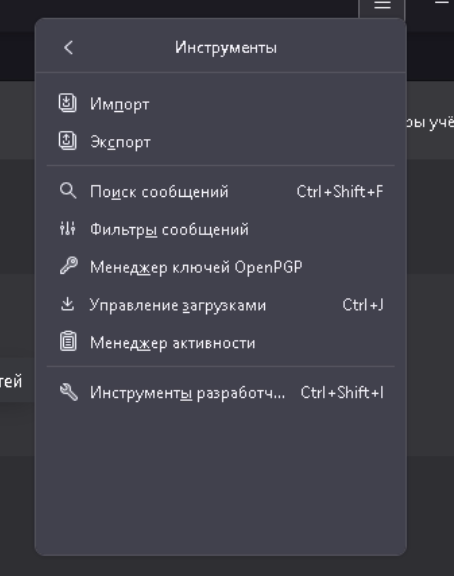 Инструменты
Импорт
Экспорт
ры учё
Поиск сообщений Ctrl+Shift+F
Фильтры сообщений
Менеджер ключей OpenPGP
Управление загрузками Ctrl+J
Менеджер активности
тей
Инструменты разработч... Ctrl+Shift+I